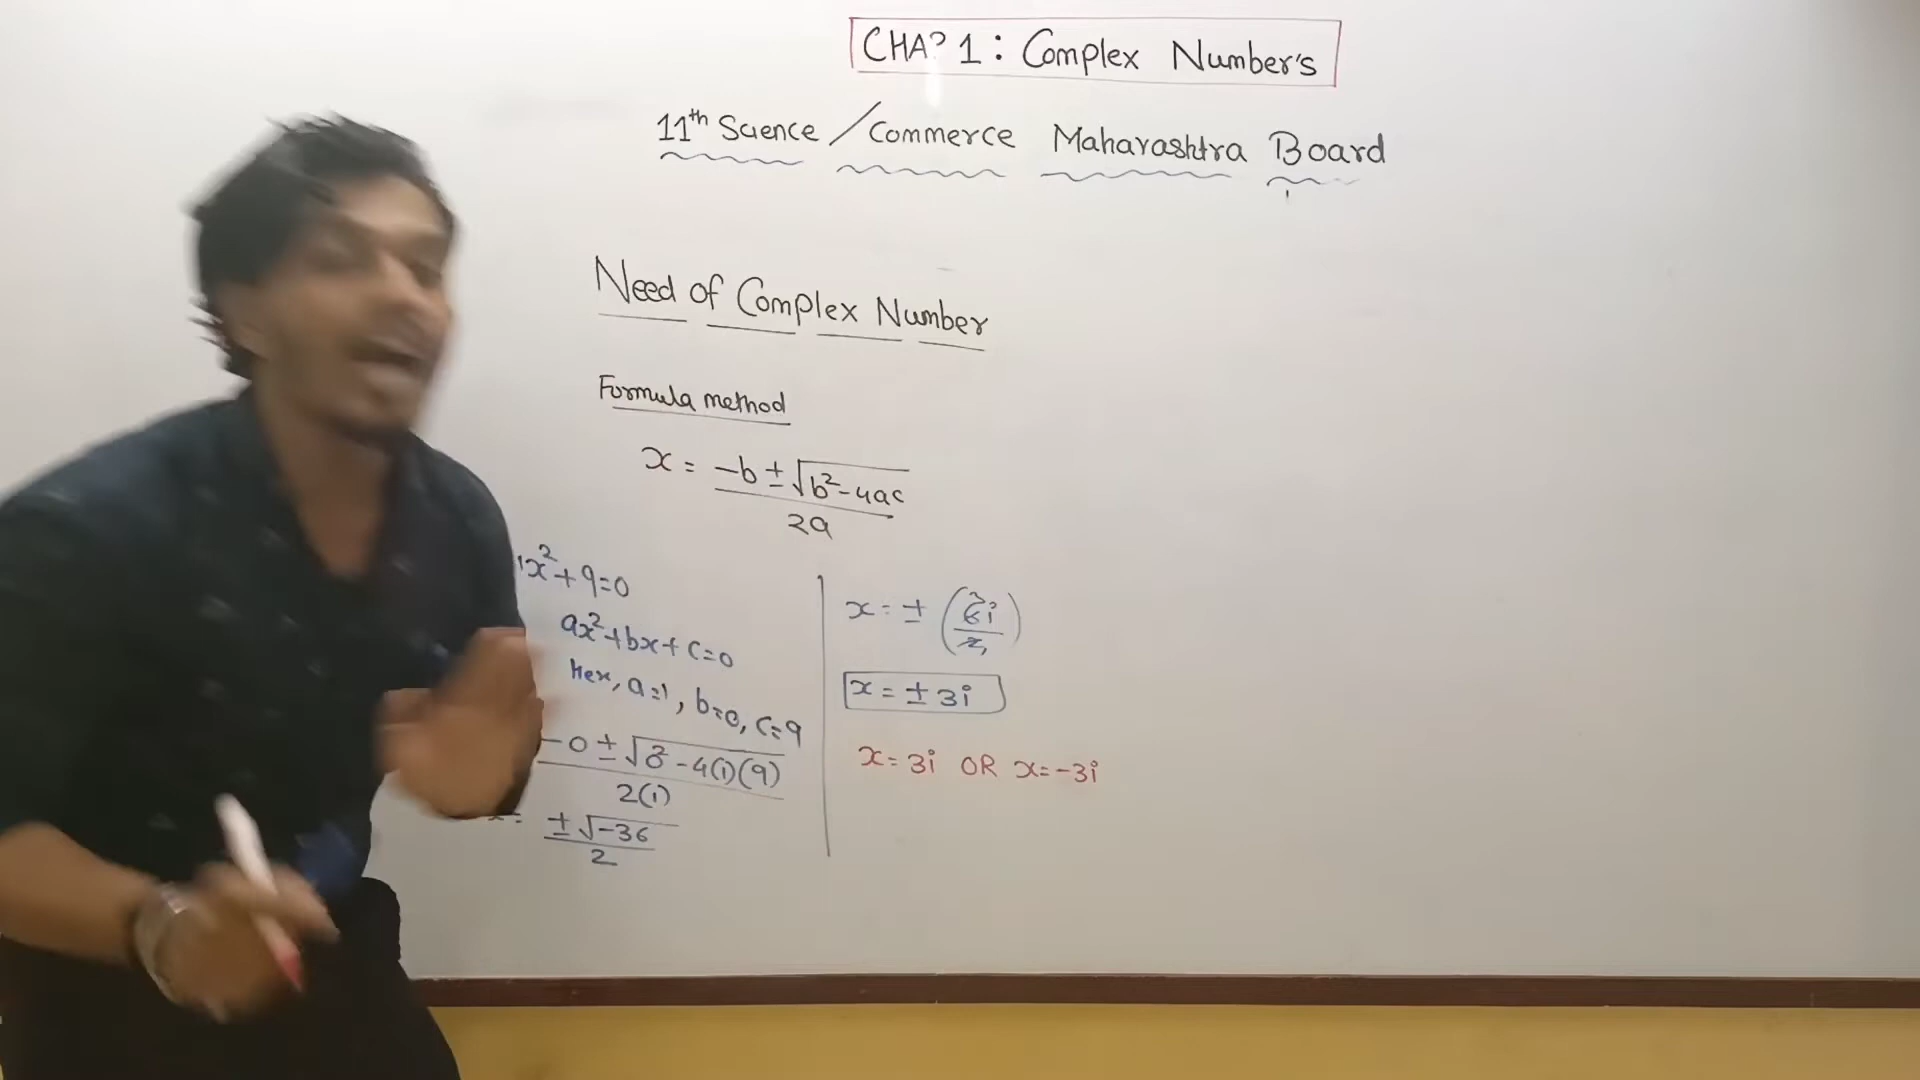 CHAP 1 : Complex Number's
11th Science / Commerce Maharashtra Board
Need of Complex Number
Formula method
x = -b ± √b²-4ac
2a
1x²+9=0
ax²+bx+c=0
Her, a=1, b=0, c=9
-0 ± √0² - 4(1)(9)
2(1)
= ± √-36
2
x = ± (6i/2)
x = ± 3i
x = 3i OR x = -3i